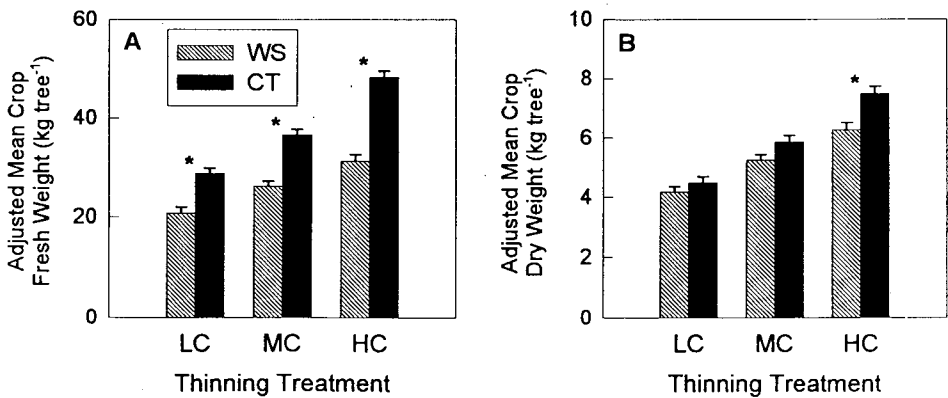 Adjusted Mean Crop
Fresh Weight (kg tree⁻¹)
60
40
20
0
A
WS
CT
*
*
*
LC MC HC
Thinning Treatment
Adjusted Mean Crop
Dry Weight (kg tree⁻¹)
10
8
6
4
2
0
B
*
LC MC HC
Thinning Treatment